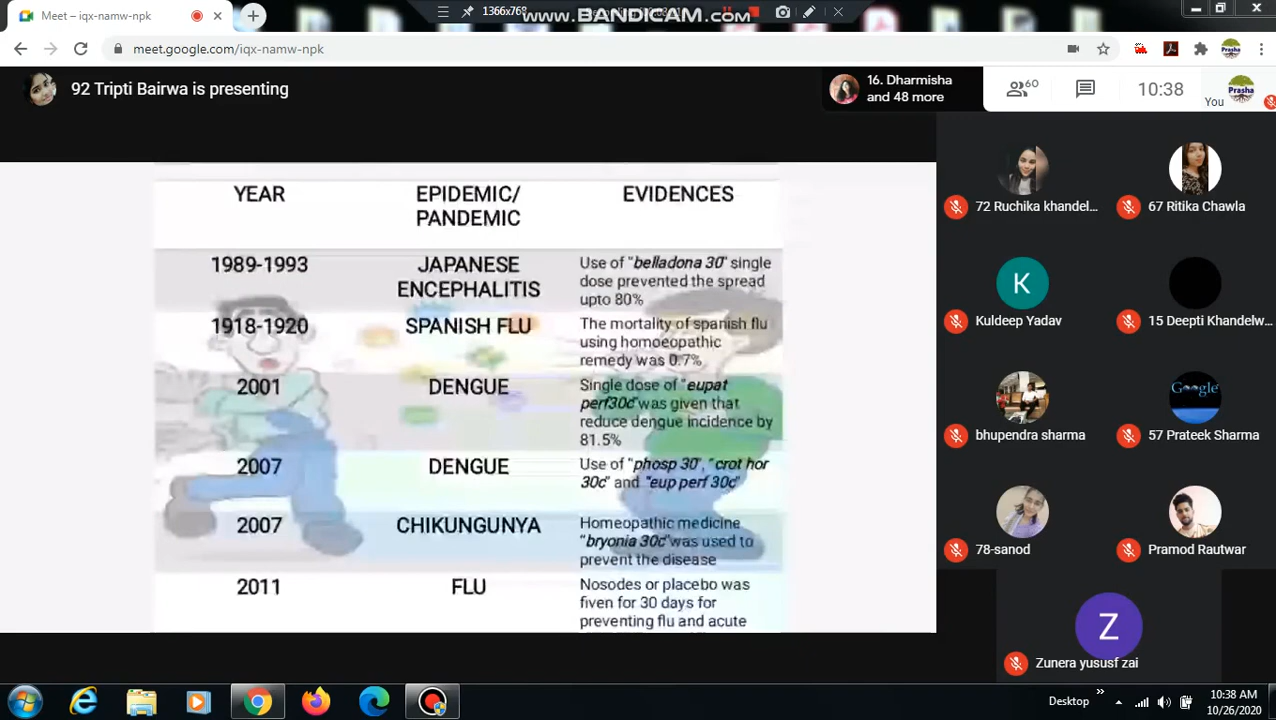 Meet – iqx-namw-npk
1366x768
www.BANDICAM.com
meet.google.com/iqx-namw-npk
92 Tripti Bairwa is presenting
16. Dharmisha
and 48 more
60
10:38
You
Prasha
YEAR
EPIDEMIC/
PANDEMIC
EVIDENCES
1989-1993
JAPANESE
ENCEPHALITIS
Use of "belladona 30" single
dose prevented the spread
upto 80%
1918-1920
SPANISH FLU
The mortality of spanish flu
using homoeopathic
remedy was 0.7%
2001
DENGUE
Single dose of "eupat
perf30c"was given that
reduce dengue incidence by
81.5%
2007
DENGUE
Use of "phosp 30", "crot hor
30c" and "eup perf 30c"
2007
CHIKUNGUNYA
Homeopathic medicine
"bryonia 30c"was used to
prevent the disease
2011
FLU
Nosodes or placebo was
fiven for 30 days for
preventing flu and acute
72 Ruchika khandel...
67 Ritika Chawla
K
Kuldeep Yadav
15 Deepti Khandelw...
bhupendra sharma
Google
57 Prateek Sharma
78-sanod
Pramod Rautwar
Z
Zunera yususf zai
Desktop
10:38 AM
10/26/2020